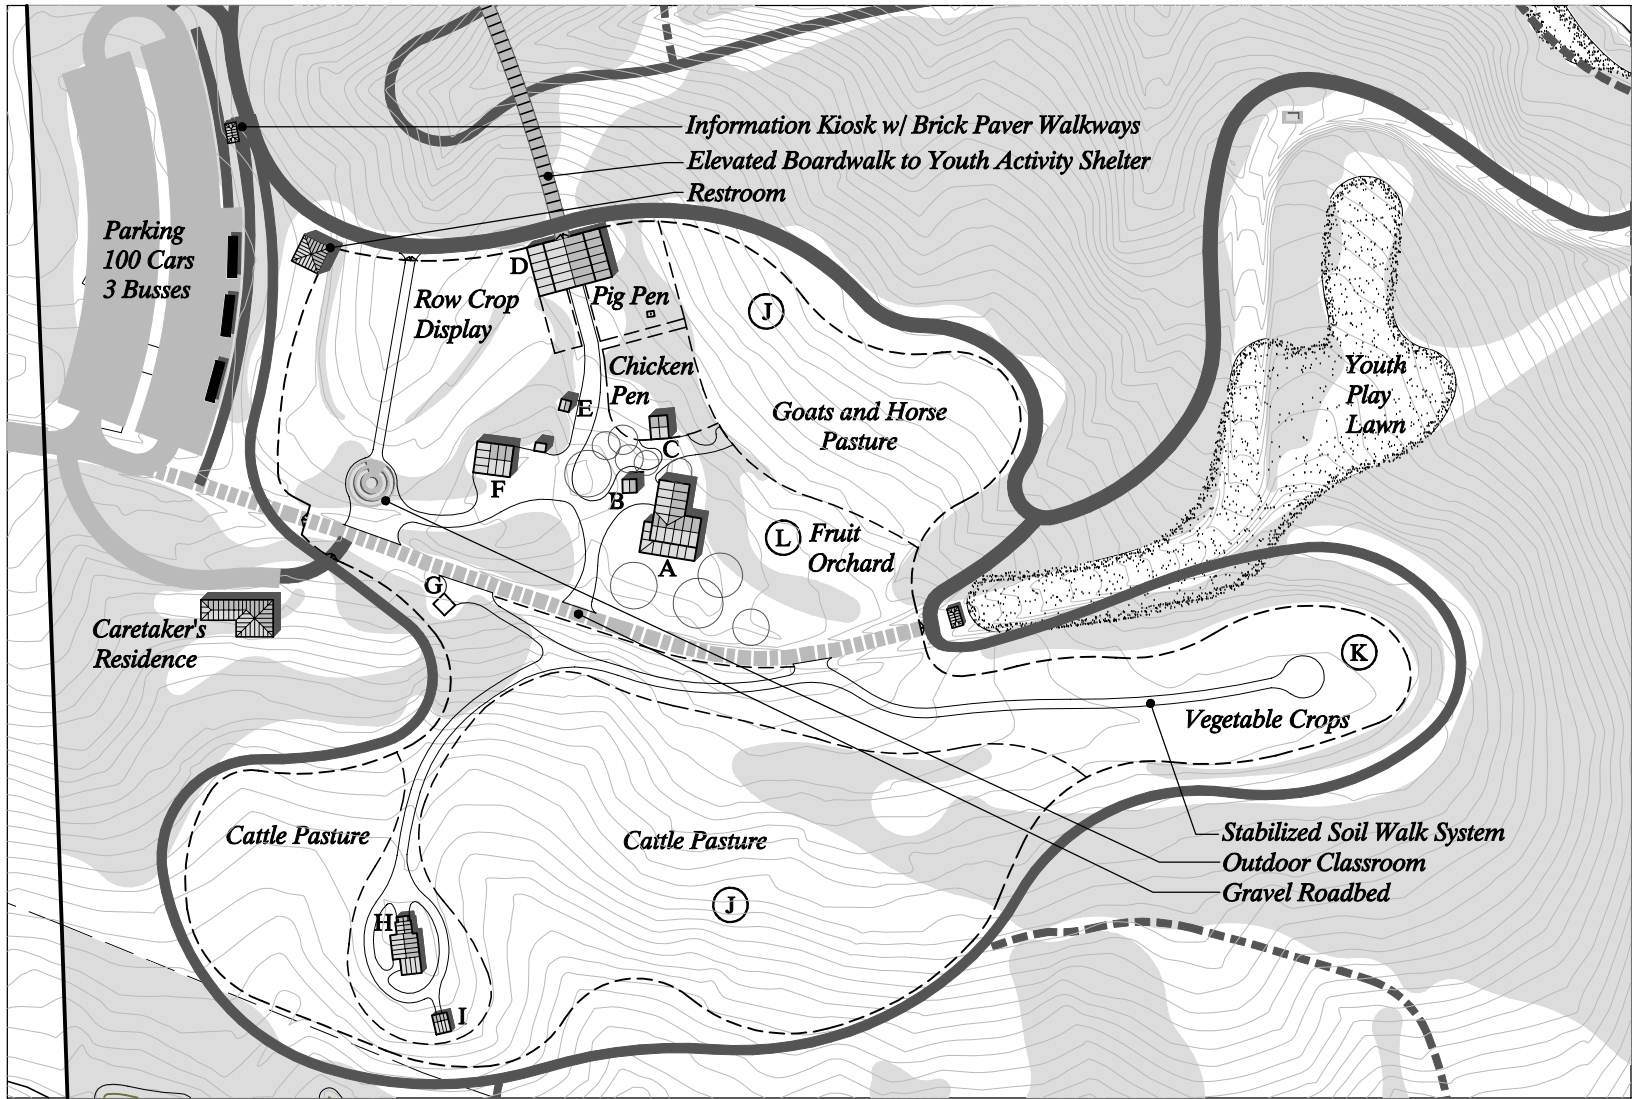 Information Kiosk w/ Brick Paver Walkways
Elevated Boardwalk to Youth Activity Shelter
Restroom
Parking
100 Cars
3 Busses
D
Row Crop
Display
Pig Pen
J
Chicken
Pen
E
Goats and Horse
Pasture
Youth
Play
Lawn
C
F
B
L
Fruit
Orchard
A
G
Caretaker's
Residence
K
Vegetable Crops
Cattle Pasture
Cattle Pasture
Stabilized Soil Walk System
Outdoor Classroom
Gravel Roadbed
J
H
I